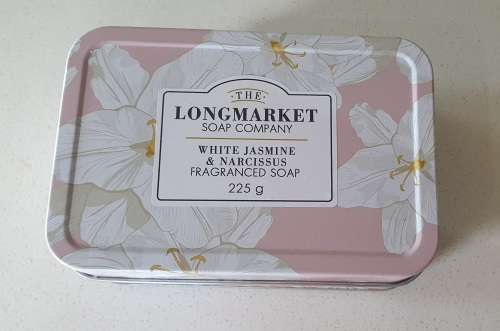 THE
LONGMARKET
SOAP COMPANY
WHITE JASMINE
& NARCISSUS
FRAGRANCED SOAP
225 g